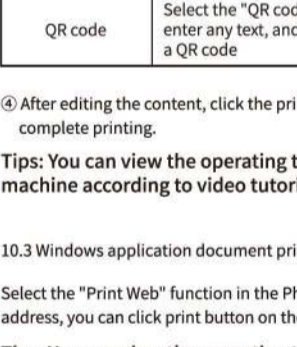 Select the "QR cod
QR code
enter any text, and
a QR code
④ After editing the content, click the pri
complete printing.
Tips: You can view the operating t
machine according to video tutori
10.3 Windows application document pri
Select the "Print Web" function in the Ph
address, you can click print button on th